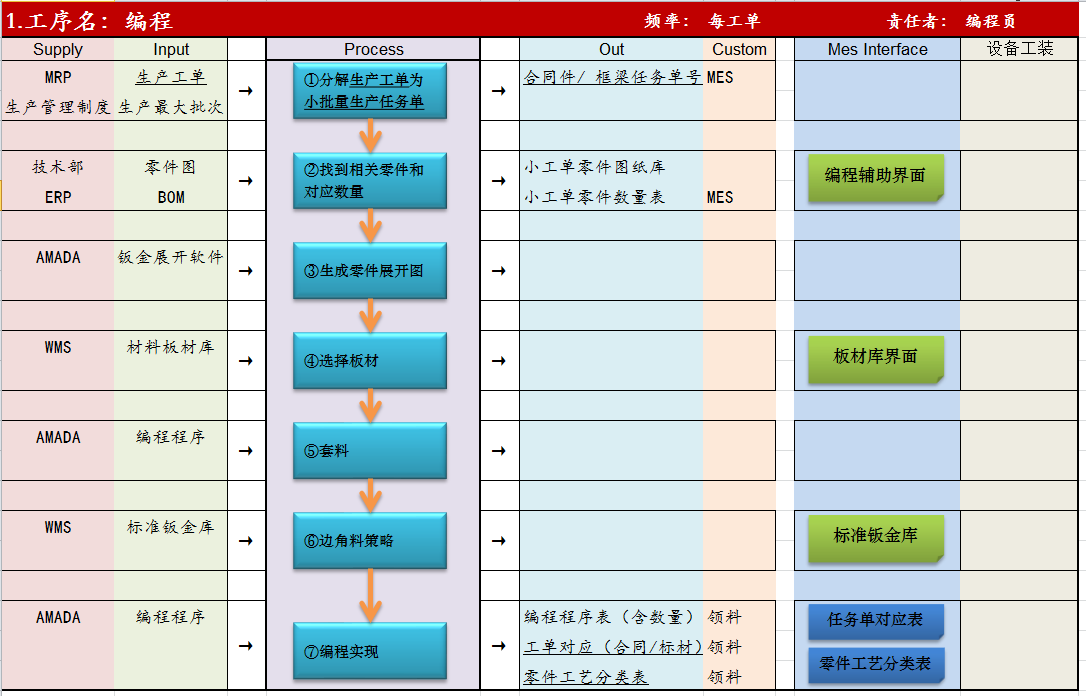 1.工序名: 编程 频率: 每工单 责任者: 编程员
Supply Input Process Out Custom Mes Interface 设备工装
MRP 生产工单 ①分解生产工单为 合同件/ 框梁任务单号 MES
生产管理制度 生产最大批次 → 小批量生产任务单 →
技术部 零件图 ②找到相关零件和 小工单零件图纸库 编程辅助界面
ERP BOM → 对应数量 → 小工单零件数量表 MES
AMADA 钣金展开软件 → ③生成零件展开图 →
WMS 材料板材库 → ④选择板材 → 板材库界面
AMADA 编程程序 → ⑤套料 →
WMS 标准钣金库 → ⑥边角料策略 → 标准钣金库
AMADA 编程程序 编程程序表（含数量） 领料 任务单对应表
→ ⑦编程实现 → 工单对应（合同/标材） 领料
零件工艺分类表 领料 零件工艺分类表